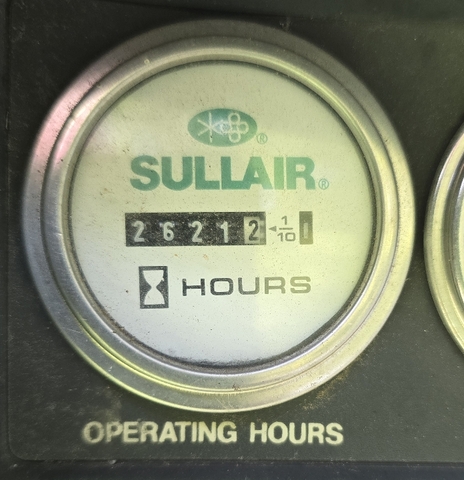 SULLAIR®
26212 ◄ 1/10
HOURS
OPERATING HOURS